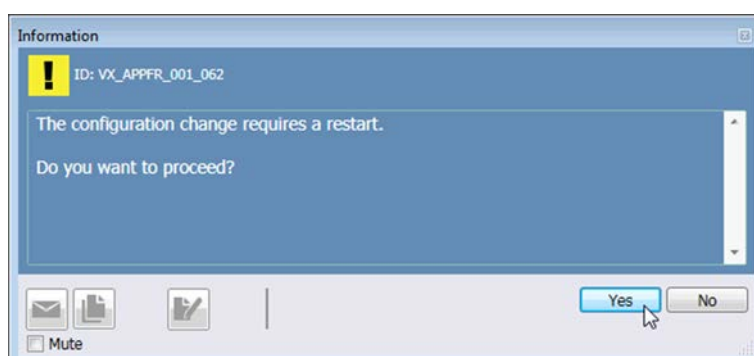 Information
ID: VX_APPFR_001_062
The configuration change requires a restart.
Do you want to proceed?
Yes
No
Mute